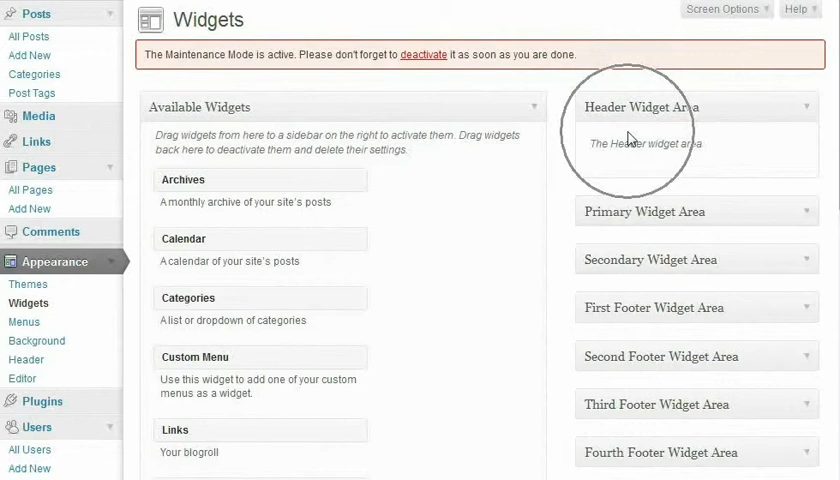 Posts
All Posts
Add New
Categories
Post Tags
Media
Links
Pages
All Pages
Add New
Comments
Appearance
Themes
Widgets
Menus
Background
Header
Editor
Plugins
Users
All Users
Add New
Screen Options
Help
Widgets
The Maintenance Mode is active. Please don't forget to deactivate it as soon as you are done.
Available Widgets
Drag widgets from here to a sidebar on the right to activate them. Drag widgets
back here to deactivate them and delete their settings.
Archives
A monthly archive of your site's posts
Calendar
A calendar of your site's posts
Categories
A list or dropdown of categories
Custom Menu
Use this widget to add one of your custom
menus as a widget.
Links
Your blogroll
Header Widget Area
The Header widget area
Primary Widget Area
Secondary Widget Area
First Footer Widget Area
Second Footer Widget Area
Third Footer Widget Area
Fourth Footer Widget Area